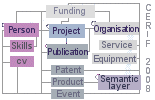 Funding
Person
Project
Organisation
Skills
Publication
Service
CV
Equipment
Patent
Product
Semantic
layer
Event
CERIF 2008